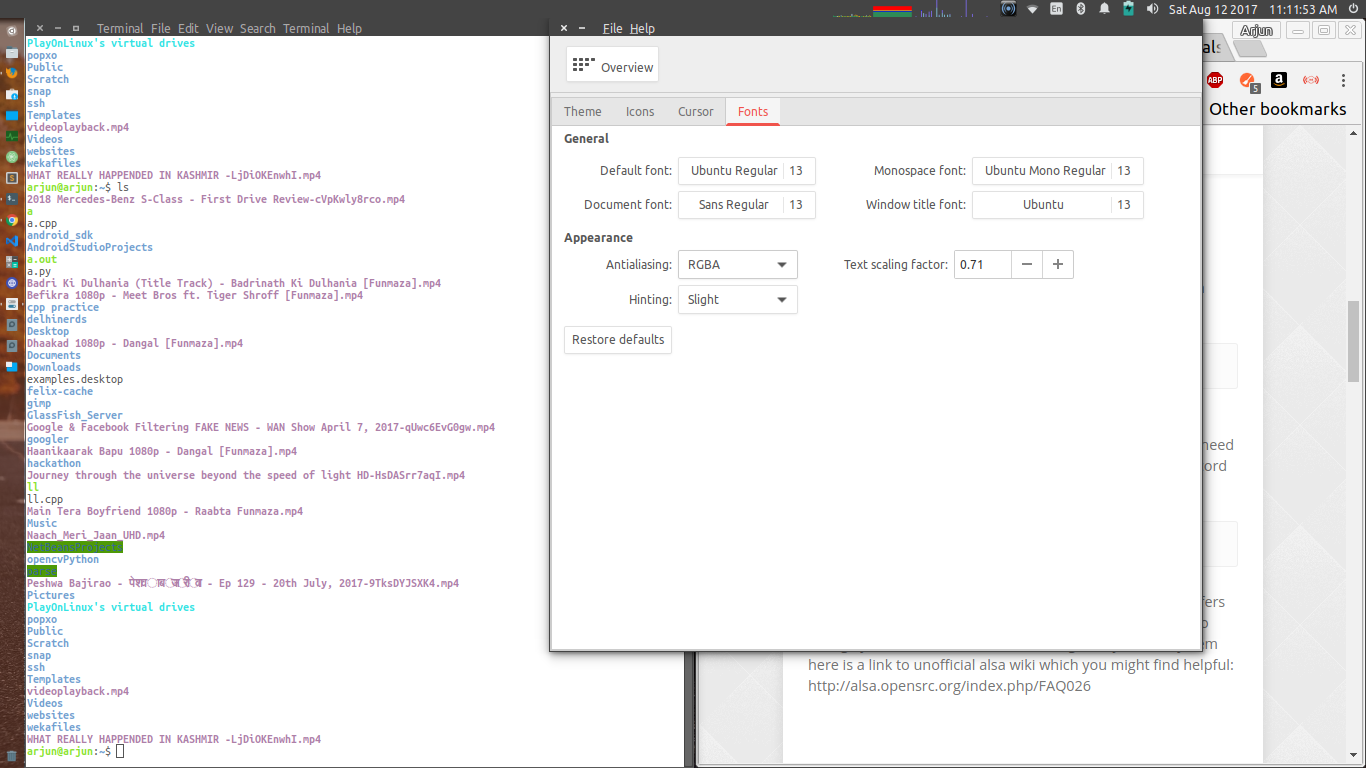 Terminal File Edit View Search Terminal Help
PlayOnLinux's virtual drives
popxo
Public
Scratch
snap
ssh
Templates
videoplayback.mp4
Videos
websites
wekafiles
WHAT REALLY HAPPENED IN KASHMIR -LjDiOKEnwhI.mp4
arjun@arjun:~$ ls
2018 Mercedes-Benz S-Class - First Drive Review-cVpKwly8rco.mp4
a
a.cpp
android_sdk
AndroidStudioProjects
a.out
a.py
Badri Ki Dulhania (Title Track) - Badrinath Ki Dulhania [Funmaza].mp4
Befikra 1080p - Meet Bros ft. Tiger Shroff [Funmaza].mp4
cpp practice
delhinerds
Desktop
Dhaakad 1080p - Dangal [Funmaza].mp4
Documents
Downloads
examples.desktop
felix-cache
gimp
GlassFish_Server
Google & Facebook Filtering FAKE NEWS - WAN Show April 7, 2017-qUwc6EvG0gw.mp4
googler
Haanikaarak Bapu 1080p - Dangal [Funmaza].mp4
hackathon
Journey through the universe beyond the speed of light HD-HsDASrr7aqI.mp4
ll
ll.cpp
Main Tera Boyfriend 1080p - Raabta Funmaza.mp4
Music
Naach_Meri_Jaan_UHD.mp4
NetBeansProjects
opencvPython
parse
Peshwa Bajirao - - Ep 129 - 20th July, 2017-9TksDYJSXK4.mp4
Pictures
PlayOnLinux's virtual drives
popxo
Public
Scratch
snap
ssh
Templates
videoplayback.mp4
Videos
websites
wekafiles
WHAT REALLY HAPPENED IN KASHMIR -LjDiOKEnwhI.mp4
arjun@arjun:~$
En Sat Aug 12 2017 11:11:53 AM
File Help
Overview
Theme Icons Cursor Fonts
General
Default font: Ubuntu Regular 13 Monospace font: Ubuntu Mono Regular 13
Document font: Sans Regular 13 Window title font: Ubuntu 13
Appearance
Antialiasing: RGBA Text scaling factor: 0.71
Hinting: Slight
Restore defaults
Arjun
als
ABP 5 a
Other bookmarks
need
ord
fers
em
here is a link to unofficial alsa wiki which you might find helpful:
http://alsa.opensrc.org/index.php/FAQ026